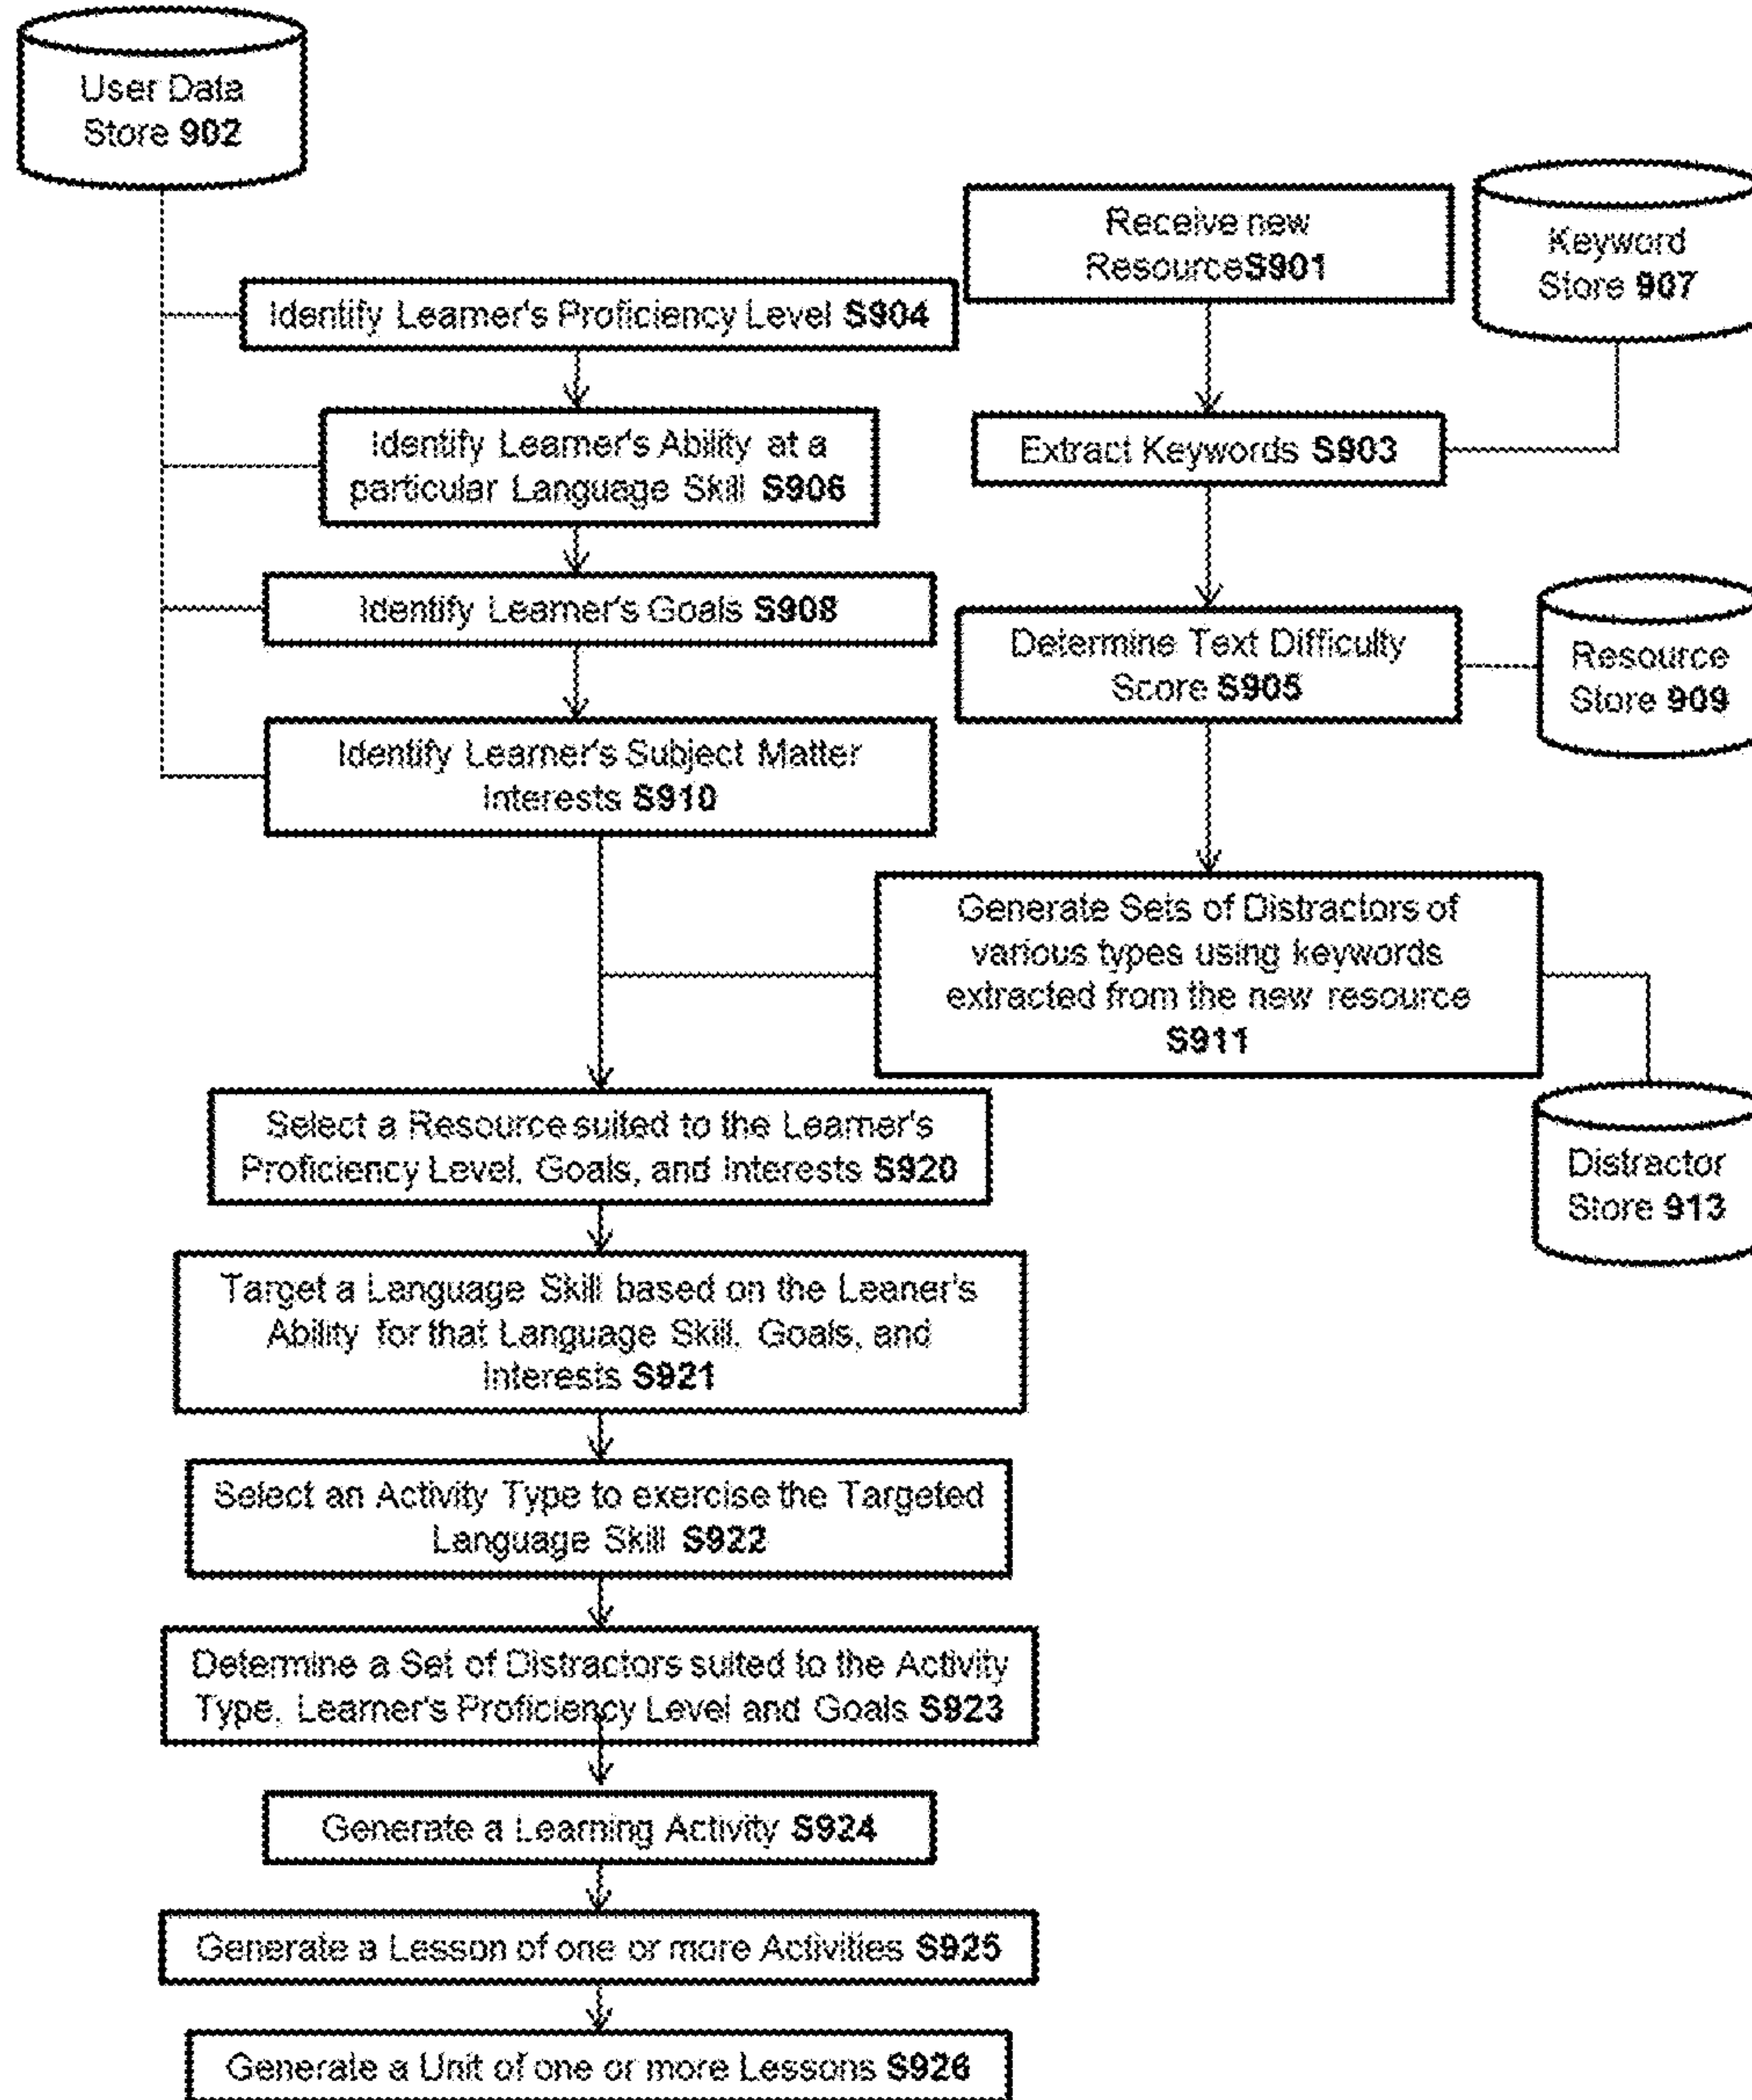 User Data
Store 902
Receive new
ResourceS901
Keyword
Store 907
Identify Learner's Proficiency Level S904
Identify Learner's Ability at a
particular Language Skill S906
Extract Keywords S903
Identify Learner's Goals S908
Determine Text Difficulty
Score S905
Resource
Store 909
Identify Learner's Subject Matter
Interests S910
Generate Sets of Distractors of
various types using keywords
extracted from the new resource
S911
Select a Resource suited to the Learner's
Proficiency Level, Goals, and Interests S920
Distractor
Store 913
Target a Language Skill based on the Leaner's
Ability for that Language Skill, Goals, and
Interests S921
Select an Activity Type to exercise the Targeted
Language Skill S922
Determine a Set of Distractors suited to the Activity
Type, Learner's Proficiency Level and Goals S923
Generate a Learning Activity S924
Generate a Lesson of one or more Activities S925
Generate a Unit of one or more Lessons S926